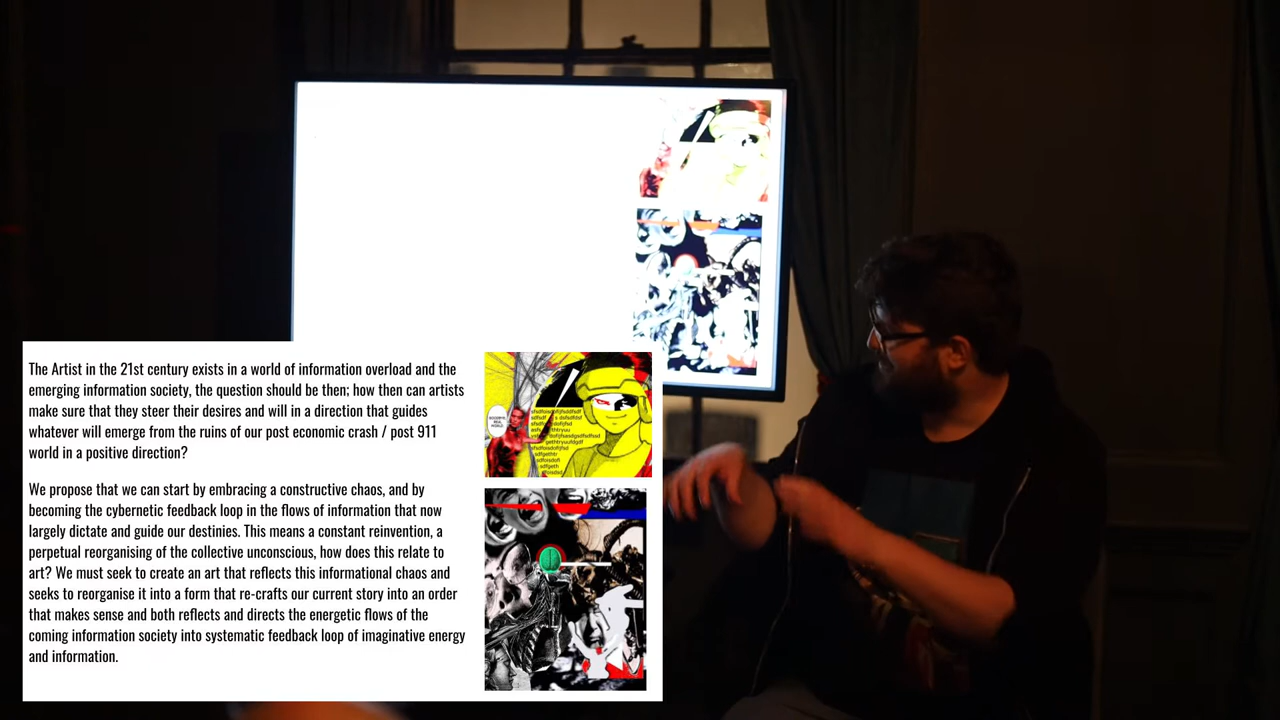 The Artist in the 21st century exists in a world of information overload and the
emerging information society, the question should be then; how then can artists
make sure that they steer their desires and will in a direction that guides
whatever will emerge from the ruins of our post economic crash / post 911
world in a positive direction?
We propose that we can start by embracing a constructive chaos, and by
becoming the cybernetic feedback loop in the flows of information that now
largely dictate and guide our destinies. This means a constant reinvention, a
perpetual reorganising of the collective unconscious, how does this relate to
art? We must seek to create an art that reflects this informational chaos and
seeks to reorganise it into a form that re-crafts our current story into an order
that makes sense and both reflects and directs the energetic flows of the
coming information society into systematic feedback loop of imaginative energy
and information.
REAL
WORLD